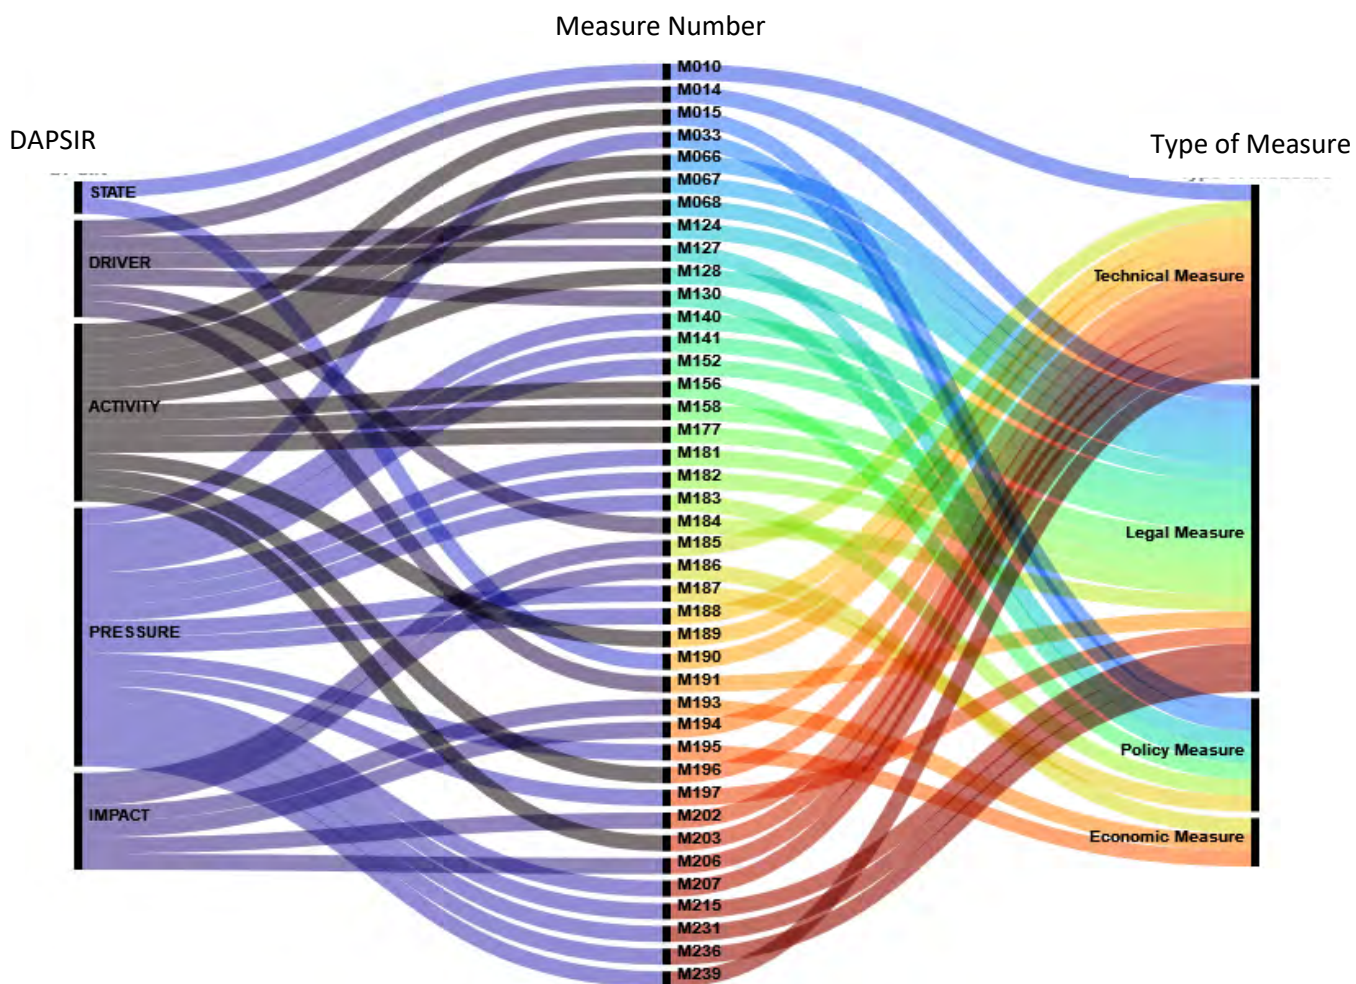 Measure Number
DAPSIR
Type of Measure
STATE
DRIVER
ACTIVITY
PRESSURE
IMPACT
M010
M014
M015
M033
M066
M067
M068
M124
M127
M128
M130
M140
M141
M152
M156
M158
M177
M181
M182
M183
M184
M185
M186
M187
M188
M189
M190
M191
M193
M194
M195
M196
M197
M202
M203
M206
M207
M215
M231
M236
M239
Technical Measure
Legal Measure
Policy Measure
Economic Measure